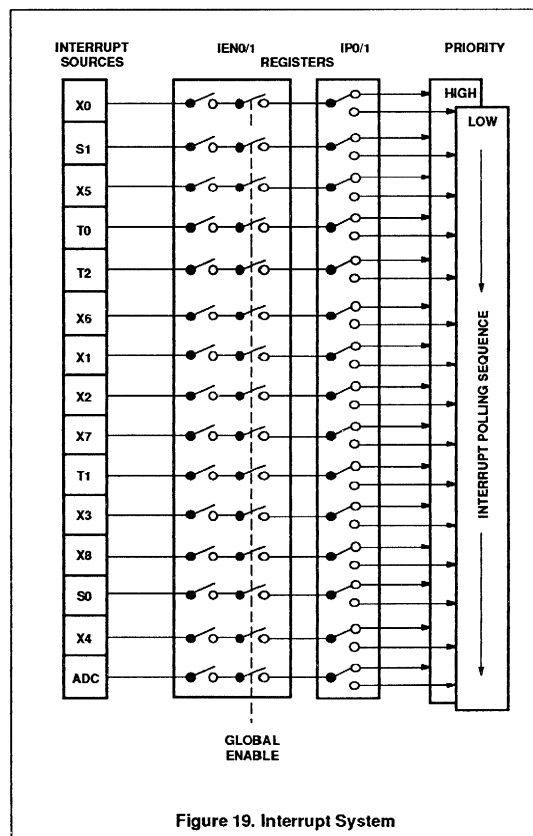 INTERRUPT
SOURCES
IEN0/1
IP0/1
REGISTERS
PRIORITY
HIGH
LOW
X0
S1
X5
T0
T2
X6
X1
X2
X7
T1
X3
X8
S0
X4
ADC
INTERRUPT POLLING SEQUENCE
GLOBAL
ENABLE
Figure 19. Interrupt System